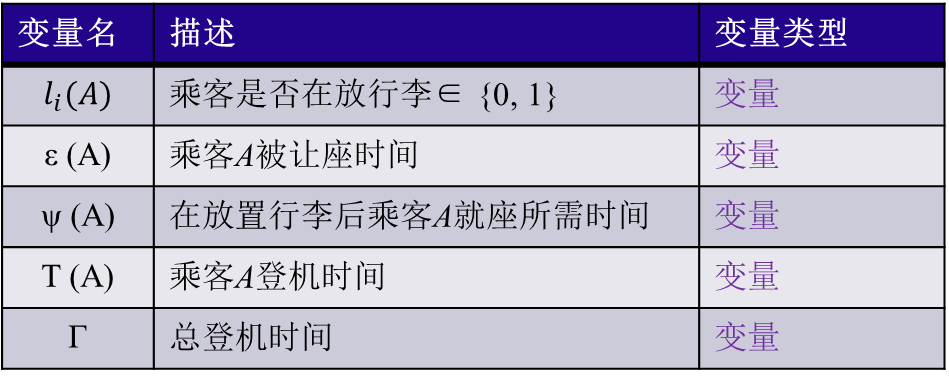 变量名 描述 变量类型
lᵢ(A) 乘客是否在放行李∈ {0, 1} 变量
ε (A) 乘客A被让座时间 变量
ψ (A) 在放置行李后乘客A就座所需时间 变量
T (A) 乘客A登机时间 变量
Γ 总登机时间 变量